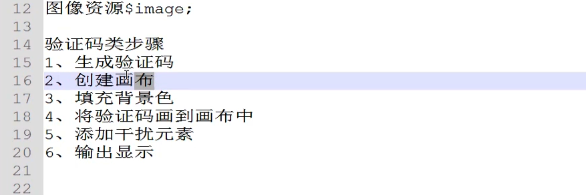 12 图像资源$image;
13
14 验证码类步骤
15 1、生成验证码
16 2、创建画布
17 3、填充背景色
18 4、将验证码画到画布中
19 5、添加干扰元素
20 6、输出显示
21
22